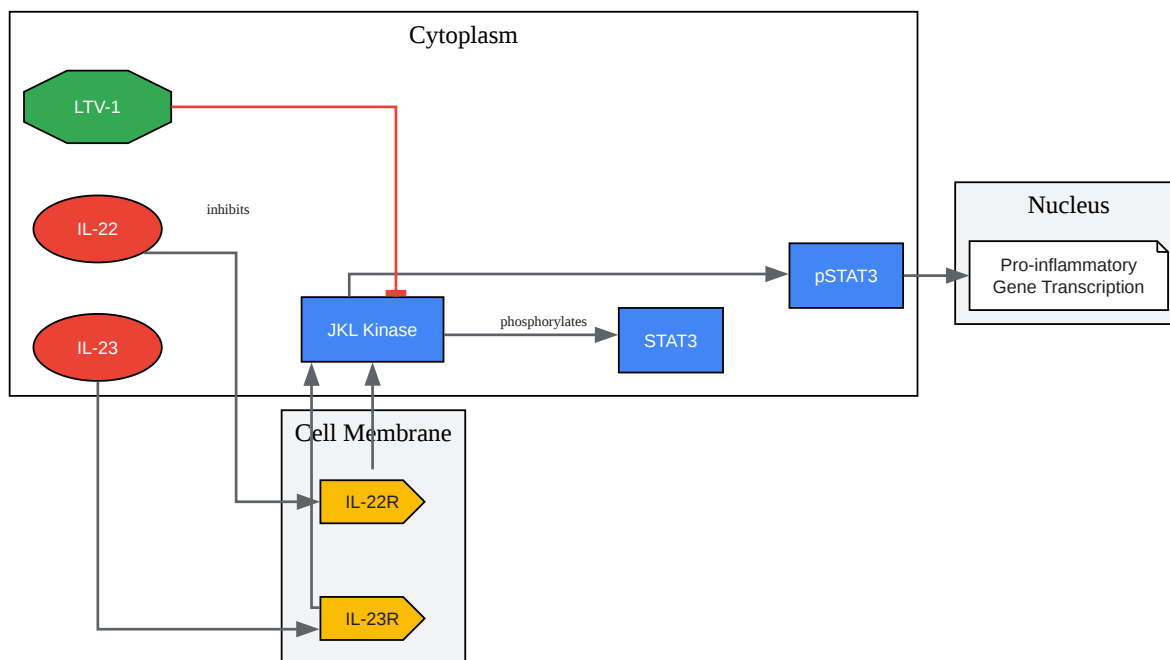 Cytoplasm
LTV-1
IL-22
inhibits
IL-23
JKL Kinase
phosphorylates
STAT3
pSTAT3
Nucleus
Pro-inflammatory
Gene Transcription
Cell Membrane
IL-22R
IL-23R